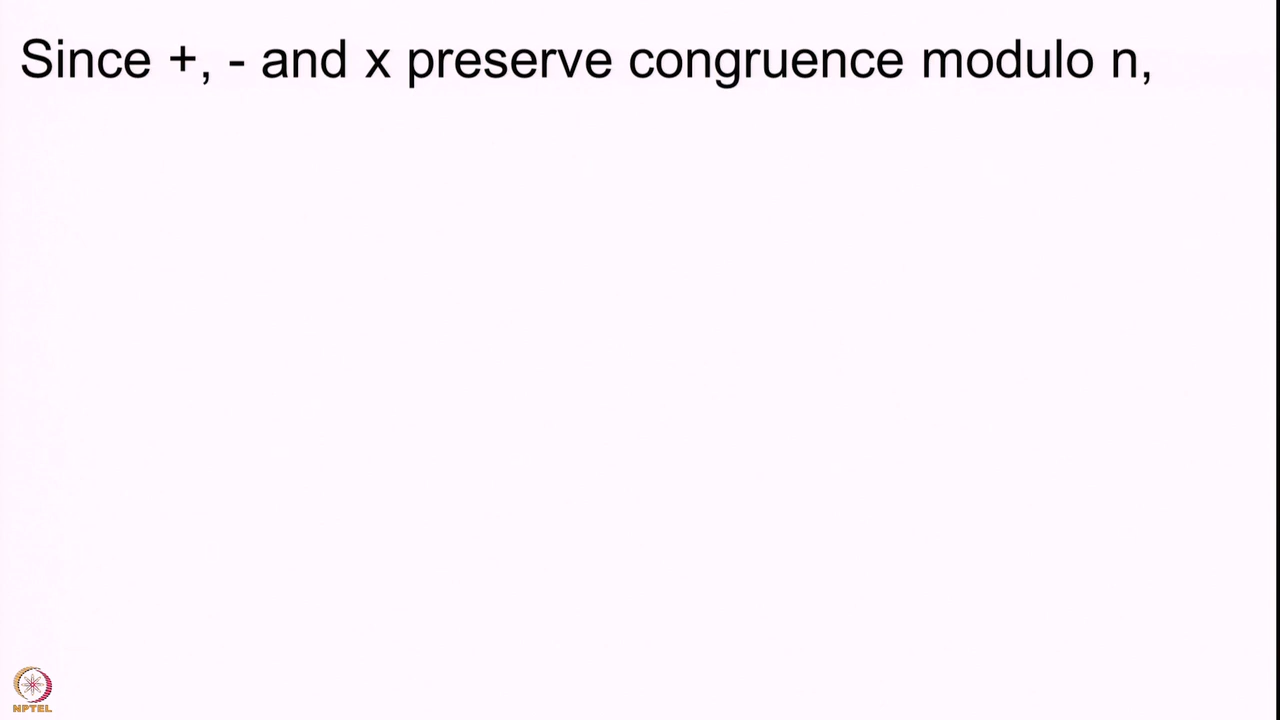 Since +, - and x preserve congruence modulo n,
NPTEL